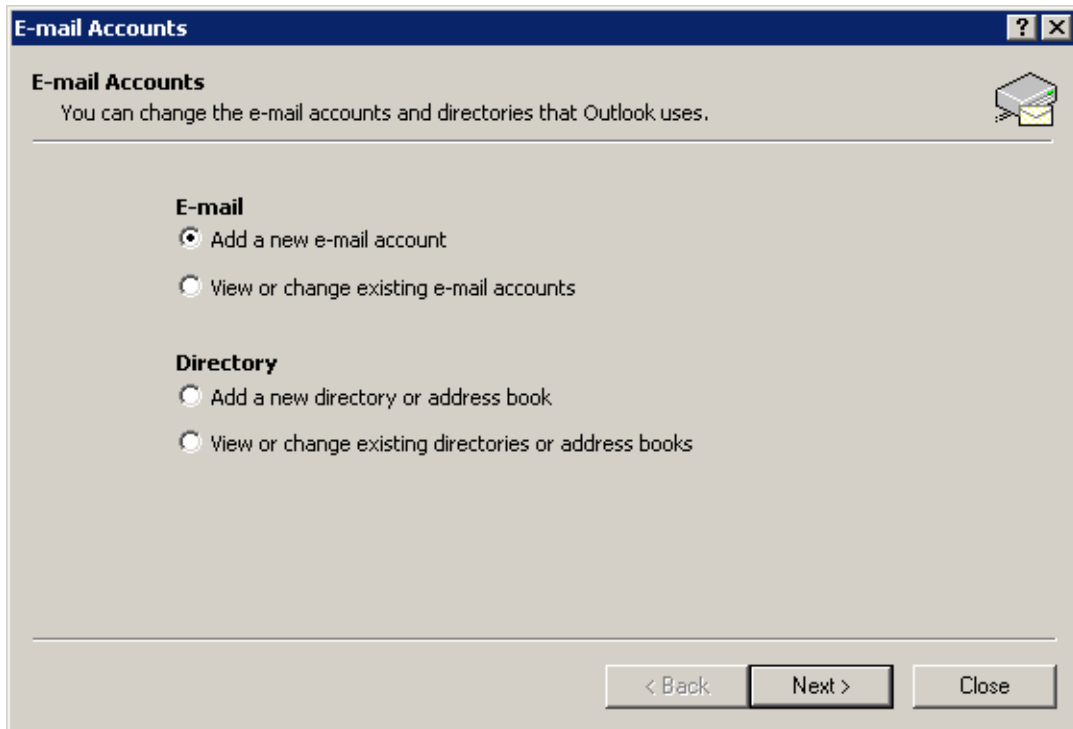 E-mail Accounts
E-mail Accounts
You can change the e-mail accounts and directories that Outlook uses.
E-mail
Add a new e-mail account
View or change existing e-mail accounts
Directory
Add a new directory or address book
View or change existing directories or address books
< Back Next > Close